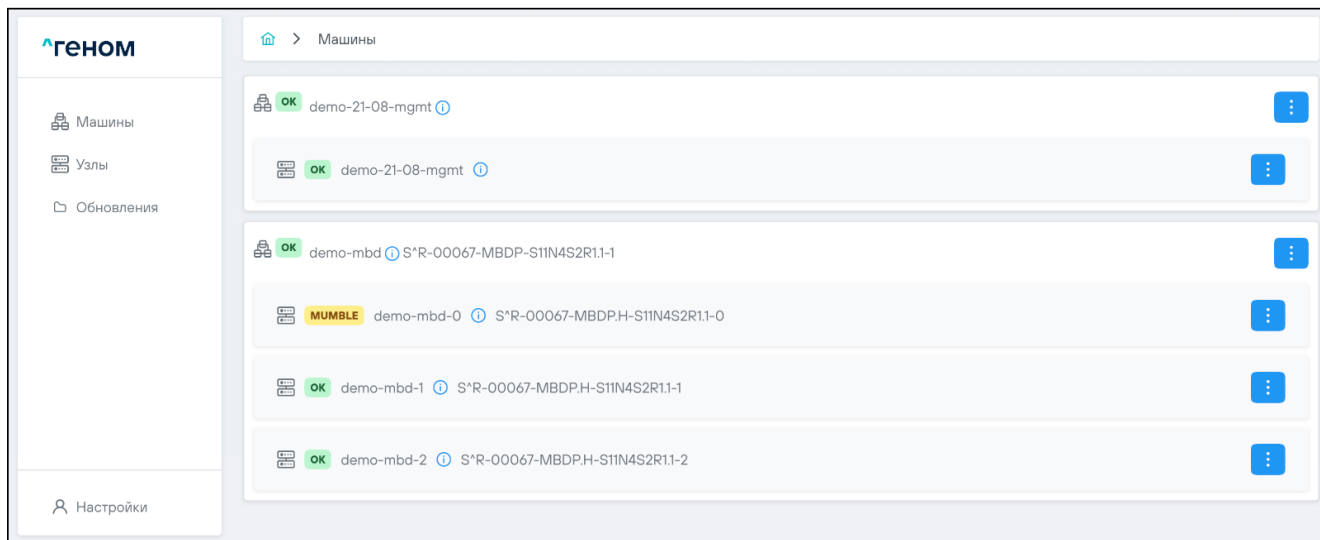 ^геном
Машины
Узлы
Обновления
Настройки
Машины
OK demo-21-08-mgmt
OK demo-21-08-mgmt
OK demo-mbd S^R-00067-MBDP-S11N4S2R1.1-1
MUMBLE demo-mbd-0 S^R-00067-MBDP.H-S11N4S2R1.1-0
OK demo-mbd-1 S^R-00067-MBDP.H-S11N4S2R1.1-1
OK demo-mbd-2 S^R-00067-MBDP.H-S11N4S2R1.1-2